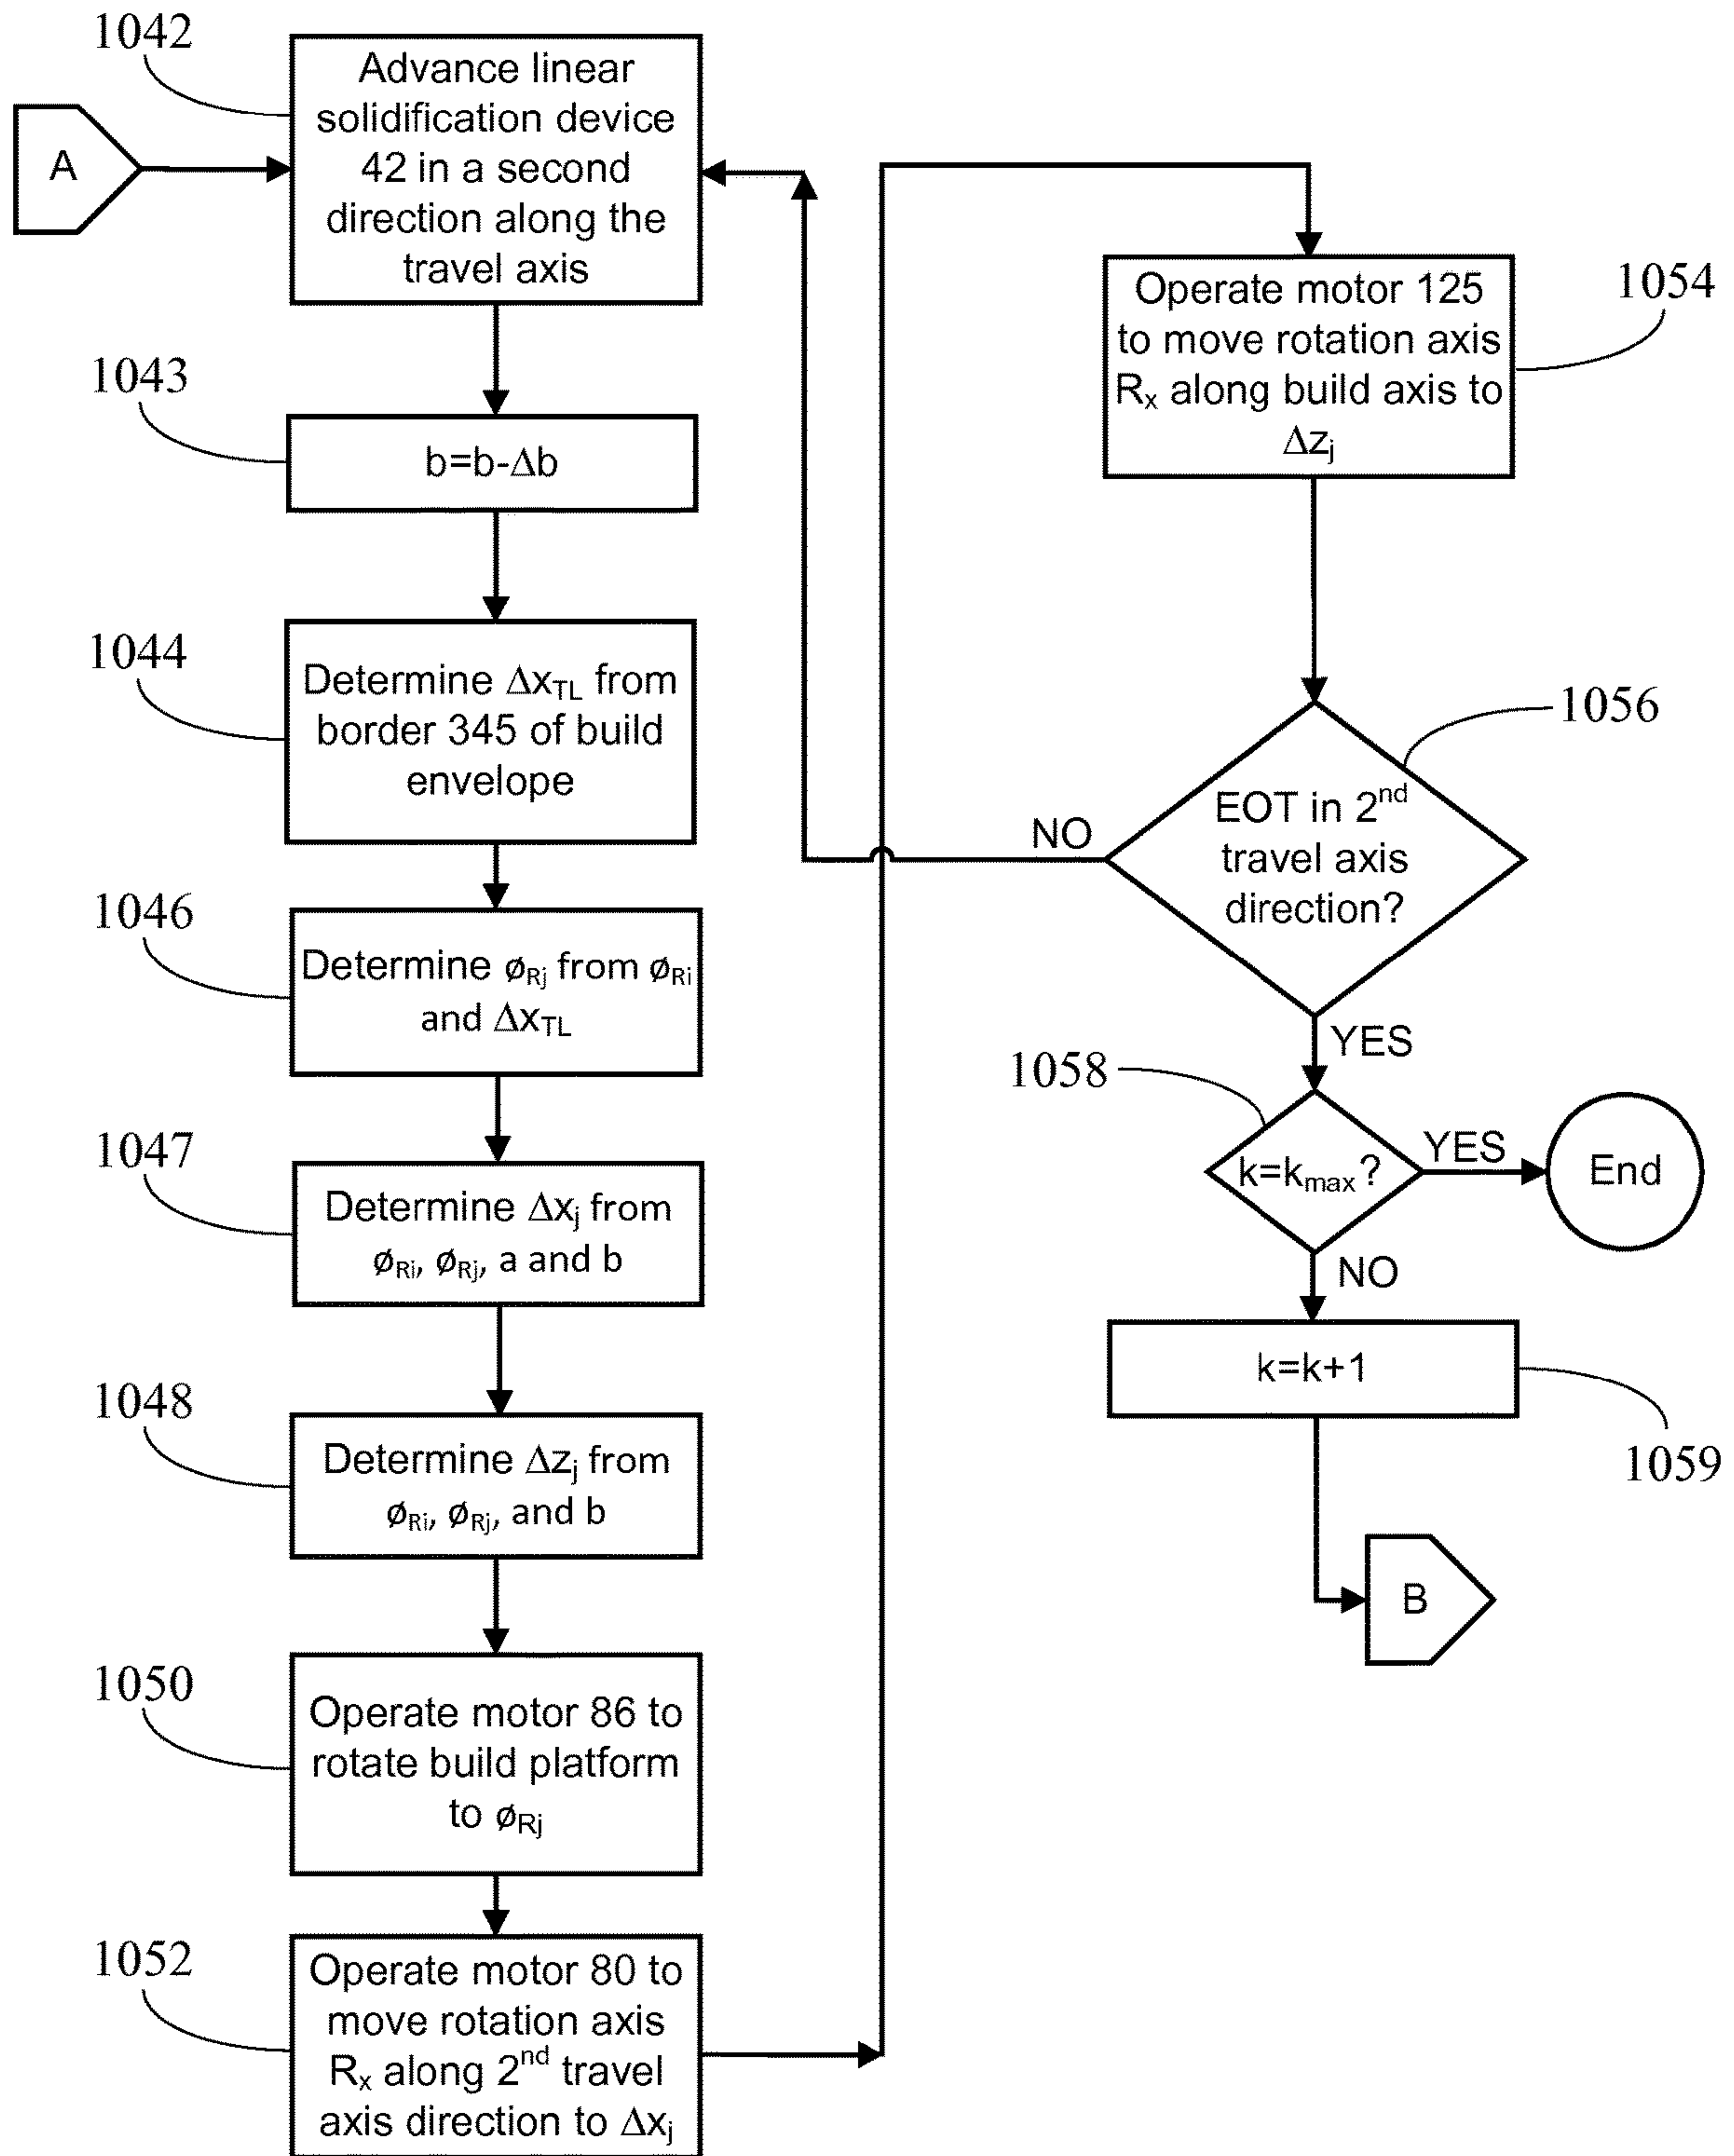 1042
Advance linear
solidification device
42 in a second
direction along the
travel axis
A
1043
b=b-Δb
1044
Determine Δx_TL from
border 345 of build
envelope
1046
Determine ø_Rj from ø_Ri
and Δx_TL
1047
Determine Δx_j from
ø_Ri, ø_Rj, a and b
1048
Determine Δz_j from
ø_Ri, ø_Rj, and b
1050
Operate motor 86 to
rotate build platform
to ø_Rj
1052
Operate motor 80 to
move rotation axis
R_x along 2nd travel
axis direction to Δx_j
1054
Operate motor 125
to move rotation axis
R_x along build axis to
Δz_j
1056
EOT in 2nd
travel axis
direction?
NO
YES
1058
k=k_max?
YES
End
NO
k=k+1
1059
B